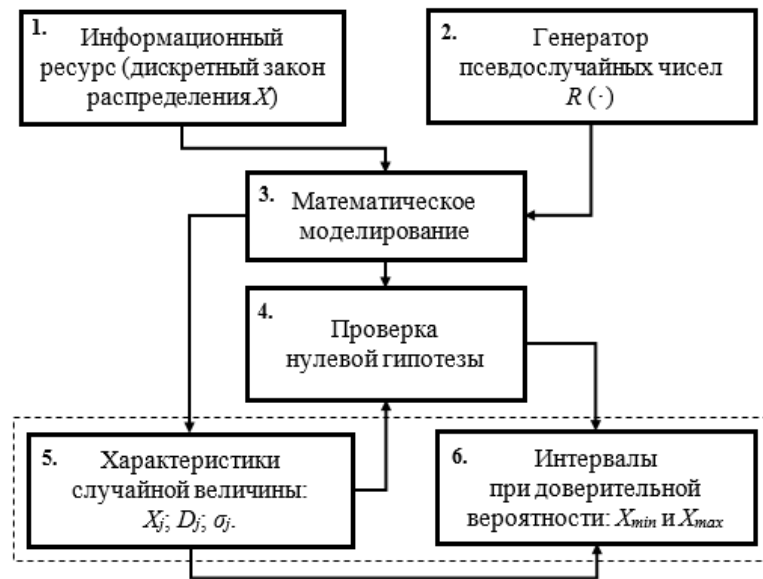 1.
Информационный
ресурс (дискретный закон
распределения X)
2.
Генератор
псевдослучайных чисел
R (·)
3.
Математическое
моделирование
4.
Проверка
нулевой гипотезы
5.
Характеристики
случайной величины:
Xj; Dj; σj.
6.
Интервалы
при доверительной
вероятности: Xmin и Xmax